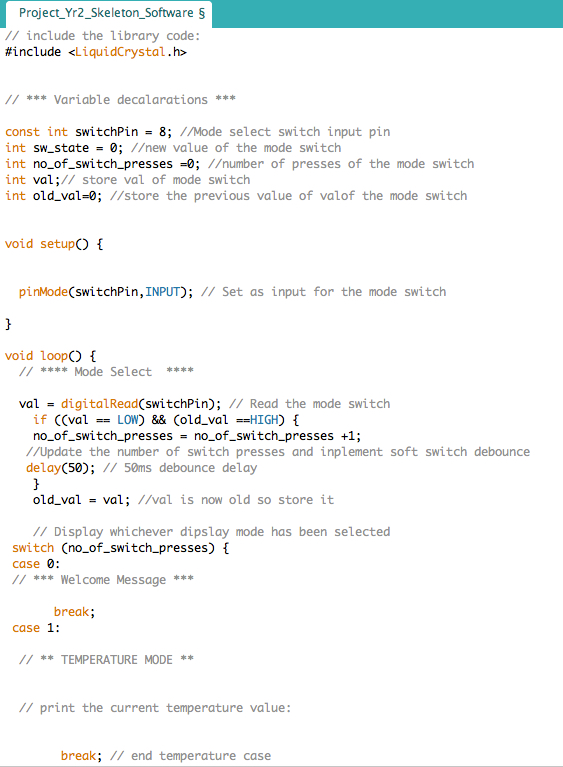 Project_Yr2_Skeleton_Software §
// include the library code:
#include <LiquidCrystal.h>
// *** Variable decalarations ***
const int switchPin = 8; //Mode select switch input pin
int sw_state = 0; //new value of the mode switch
int no_of_switch_presses =0; //number of presses of the mode switch
int val;// store val of mode switch
int old_val=0; //store the previous value of valof the mode switch
void setup() {
pinMode(switchPin,INPUT); // Set as input for the mode switch
}
void loop() {
// **** Mode Select  ****
val = digitalRead(switchPin); // Read the mode switch
if ((val == LOW) && (old_val ==HIGH) {
no_of_switch_presses = no_of_switch_presses +1;
//Update the number of switch presses and inplement soft switch debounce
delay(50); // 50ms debounce delay
}
old_val = val; //val is now old so store it
// Display whichever dipslay mode has been selected
switch (no_of_switch_presses) {
case 0:
// *** Welcome Message ***
break;
case 1:
// ** TEMPERATURE MODE **
// print the current temperature value:
break; // end temperature case